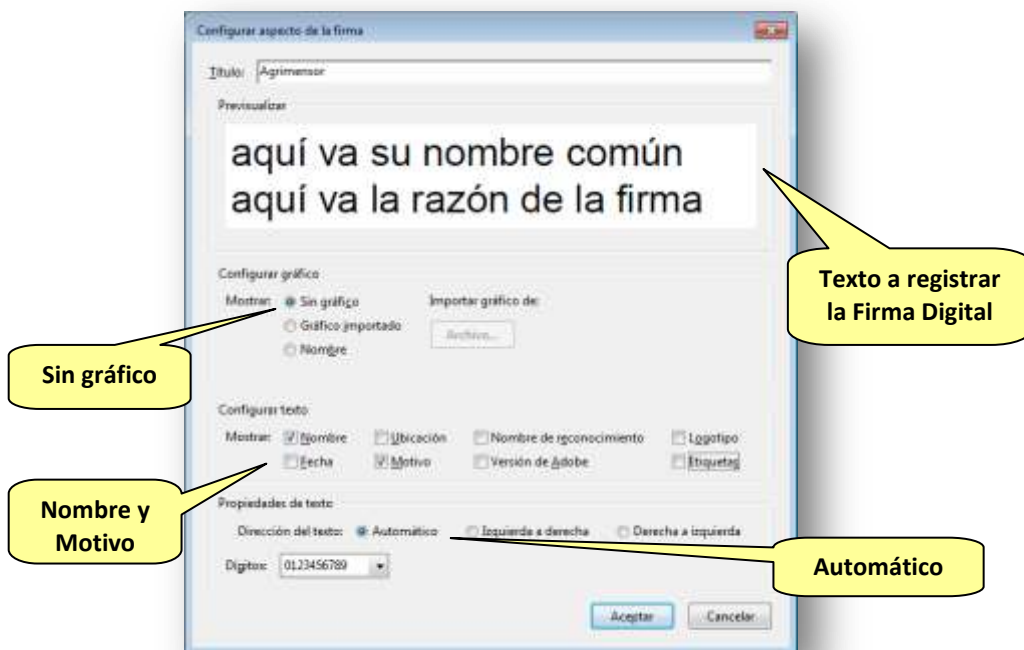 Configurar aspecto de la firma
Título: Agrimensor
Previsualizar
aquí va su nombre común
aquí va la razón de la firma
Texto a registrar
la Firma Digital
Configurar gráfico
Mostrar: Sin gráfico Importar gráfico de:
Gráfico importado Archivo...
Nombre
Sin gráfico
Configurar texto
Mostrar: Nombre Ubicación Nombre de reconocimiento Logotipo
Fecha Motivo Versión de Adobe Etiquetas
Nombre y
Motivo
Propiedades de texto
Dirección del texto: Automático Izquierda a derecha Derecha a izquierda
Dígitos: 0123456789
Automático
Aceptar Cancelar